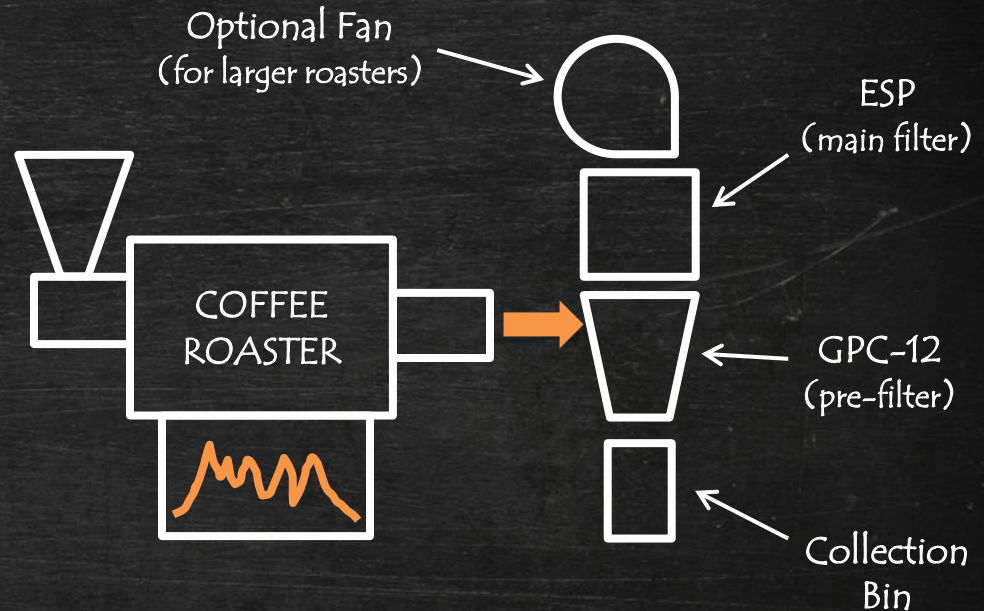 Optional Fan
(for larger roasters)
ESP
(main filter)
COFFEE
ROASTER
GPC-12
(pre-filter)
Collection
Bin